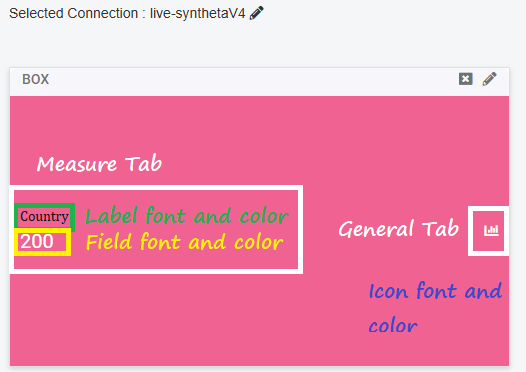 Selected Connection : live-synthetaV4
BOX
Measure Tab
Country
Label font and color
200
Field font and color
General Tab
Icon font and
color